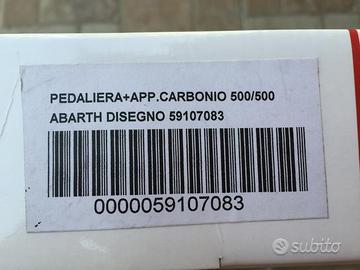 PEDALIERA+APP.CARBONIO 500/500
ABARTH DISEGNO 59107083
0000059107083
subito